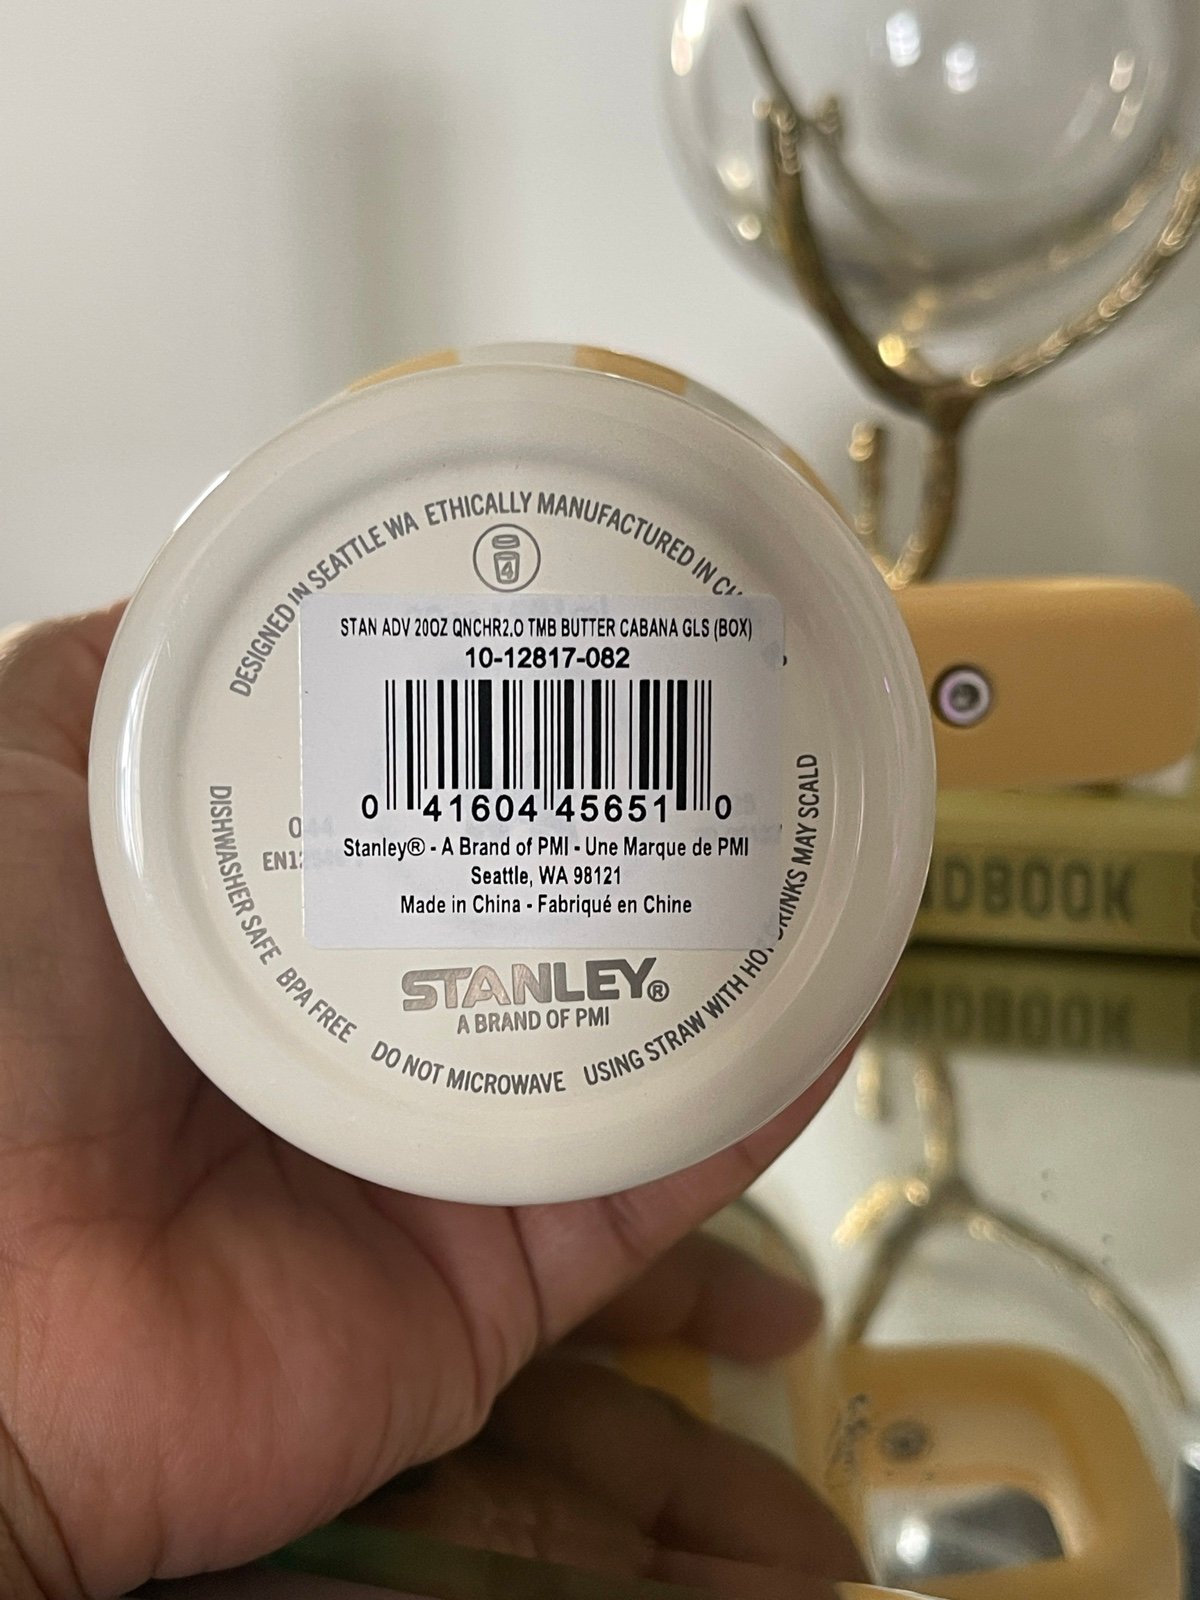 DESIGNED IN SEATTLE WA ETHICALLY MANUFACTURED IN
4
STAN ADV 20OZ QNCHR2.0 TMB BUTTER CABANA GLS (BOX)
10-12817-082
0 41604 45651 0
Stanley® - A Brand of PMI - Une Marque de PMI
Seattle, WA 98121
Made in China - Fabriqué en Chine
STANLEY®
A BRAND OF PMI
DISHWASHER SAFE BPA FREE DO NOT MICROWAVE USING STRAW WITH HOT DRINKS MAY SCALD